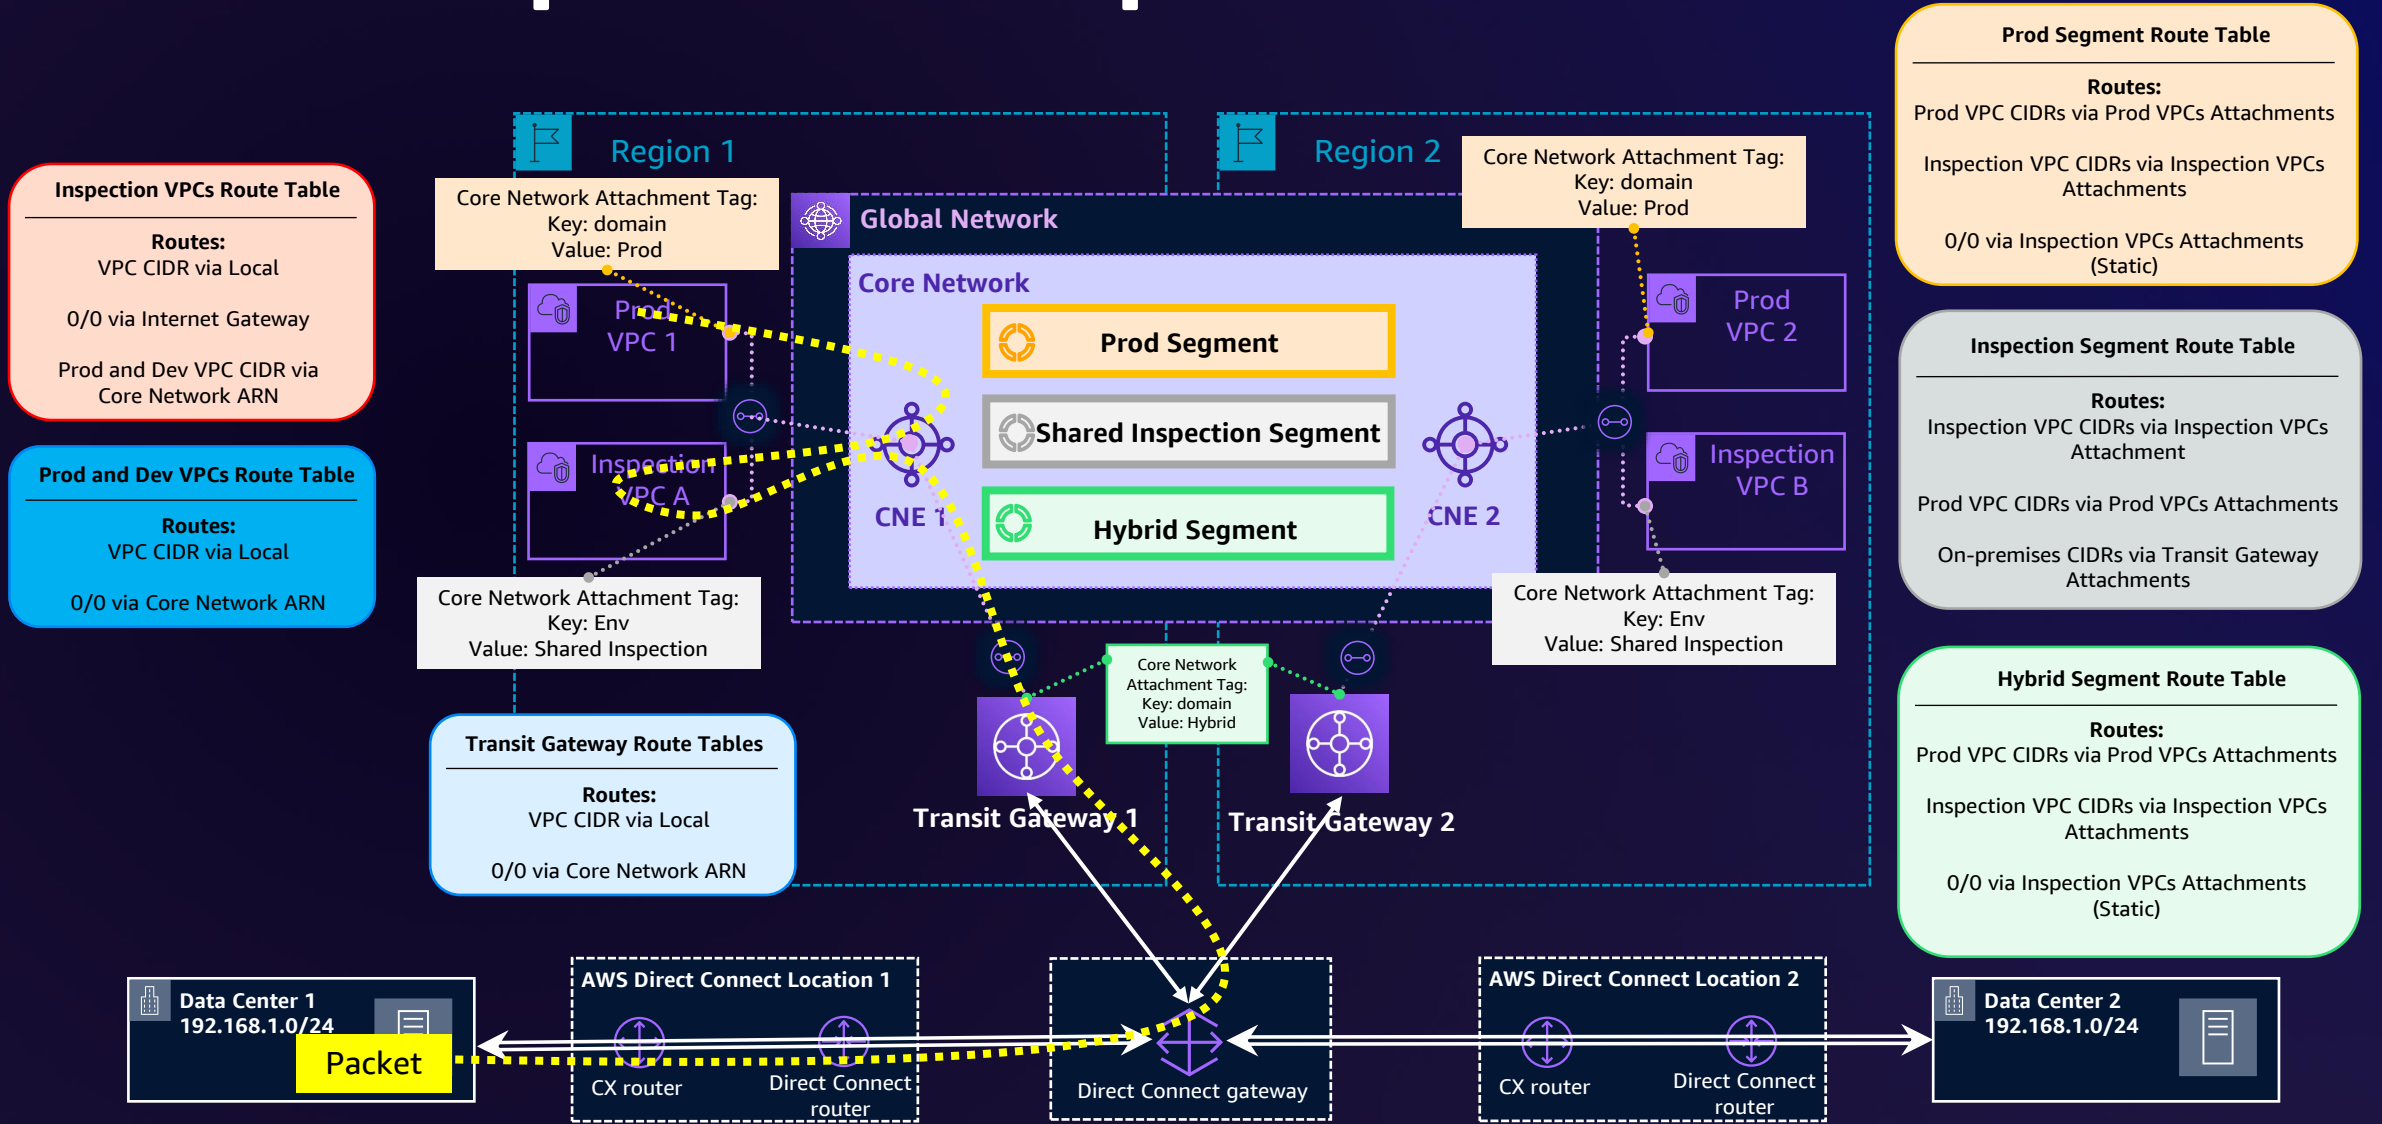 Prod Segment Route Table
Routes:
Prod VPC CIDRs via Prod VPCs Attachments
Inspection VPC CIDRs via Inspection VPCs
Attachments
0/0 via Inspection VPCs Attachments
(Static)
Region 1
Region 2
Core Network Attachment Tag:
Key: domain
Value: Prod
Core Network Attachment Tag:
Key: domain
Value: Prod
Inspection VPCs Route Table
Routes:
VPC CIDR via Local
0/0 via Internet Gateway
Prod and Dev VPC CIDR via
Core Network ARN
Global Network
Core Network
Prod Segment
Shared Inspection Segment
Hybrid Segment
Prod
VPC 1
Inspection
VPC A
CNE 1
CNE 2
Prod
VPC 2
Inspection
VPC B
Inspection Segment Route Table
Routes:
Inspection VPC CIDRs via Inspection VPCs
Attachment
Prod VPC CIDRs via Prod VPCs Attachments
On-premises CIDRs via Transit Gateway
Attachments
Prod and Dev VPCs Route Table
Routes:
VPC CIDR via Local
0/0 via Core Network ARN
Core Network Attachment Tag:
Key: Env
Value: Shared Inspection
Core Network Attachment Tag:
Key: Env
Value: Shared Inspection
Core Network
Attachment Tag:
Key: domain
Value: Hybrid
Hybrid Segment Route Table
Routes:
Prod VPC CIDRs via Prod VPCs Attachments
Inspection VPC CIDRs via Inspection VPCs
Attachments
0/0 via Inspection VPCs Attachments
(Static)
Transit Gateway Route Tables
Routes:
VPC CIDR via Local
0/0 via Core Network ARN
Transit Gateway 1
Transit Gateway 2
Data Center 1
192.168.1.0/24
Packet
AWS Direct Connect Location 1
CX router
Direct Connect
router
Direct Connect gateway
AWS Direct Connect Location 2
CX router
Direct Connect
router
Data Center 2
192.168.1.0/24